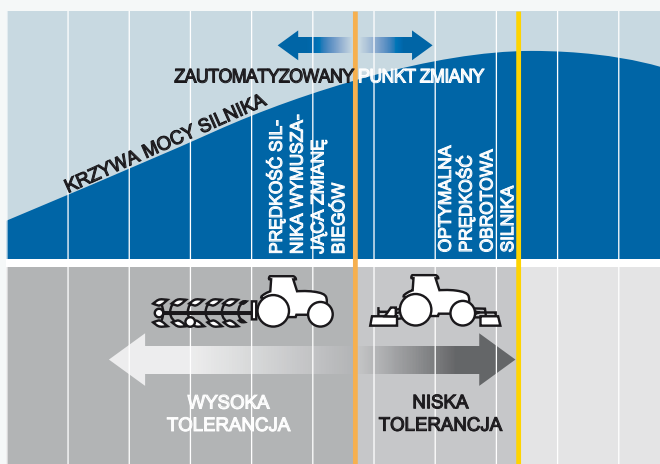 ZAUTOMATYZOWANY PUNKT ZMIANY
KRZYWA MOCY SILNIKA
PRĘDKOŚĆ SIL-
NIKA WYMUSZA-
JĄCA ZMIANĘ
BIEGÓW
OPTYMALNA
PRĘDKOŚĆ
OBROTOWA
SILNIKA
WYSOKA
TOLERANCJA
NISKA
TOLERANCJA